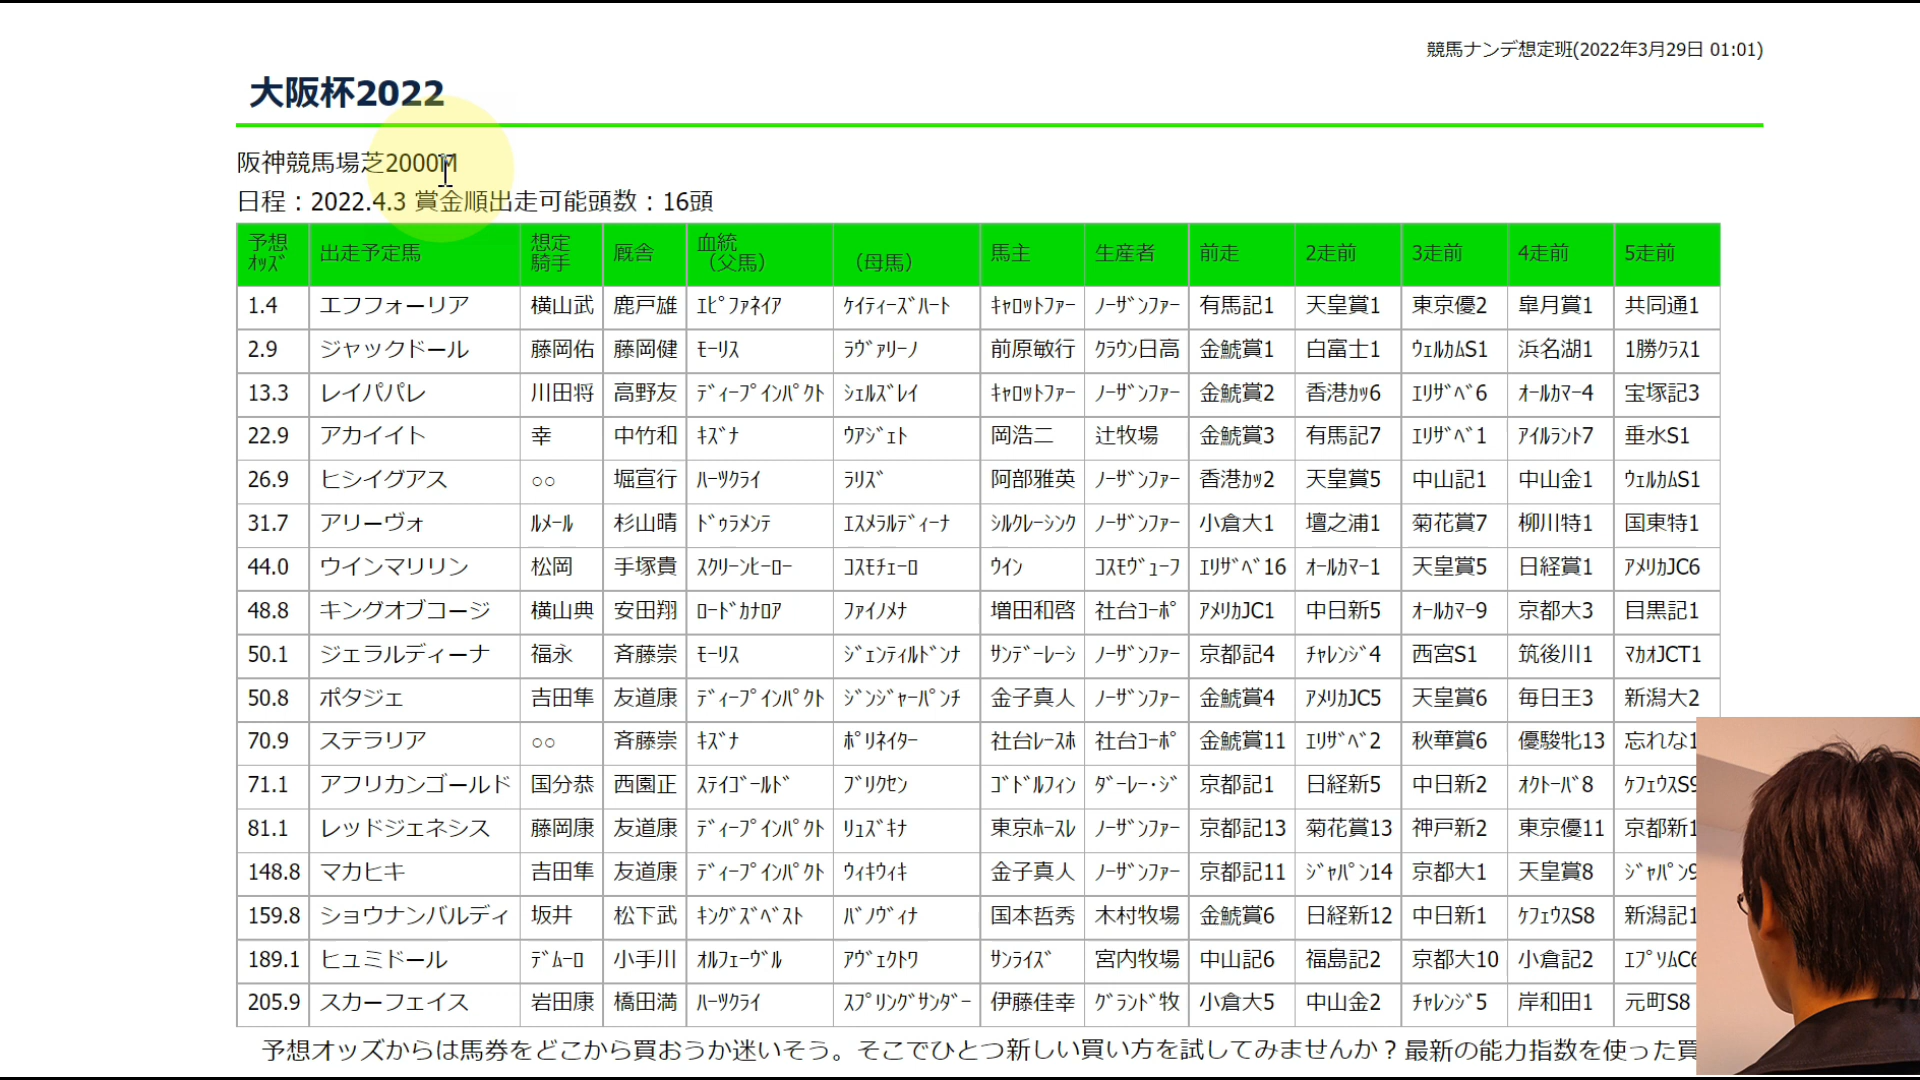 競馬ナンデ想定班(2022年3月29日 01:01)
大阪杯2022
阪神競馬場芝2000M
日程：2022.4.3 賞金順出走可能頭数：16頭
予想ｵｯｽﾞ 出走予定馬 想定騎手 厩舎 血統（父馬） （母馬） 馬主 生産者 前走 2走前 3走前 4走前 5走前
1.4 エフフォーリア 横山武 鹿戸雄 ｴﾋﾟﾌｧﾈｲｱ ｹｲﾃｨｰｽﾞﾊｰﾄ ｷｬﾛｯﾄﾌｧｰ ﾉｰｻﾞﾝﾌｧｰ 有馬記1 天皇賞1 東京優2 皐月賞1 共同通1
2.9 ジャックドール 藤岡佑 藤岡健 ﾓｰﾘｽ ﾗｳﾞｧﾘｰﾉ 前原敏行 ｸﾗｳﾝ日高 金鯱賞1 白富士1 ｳｪﾙｶﾑS1 浜名湖1 1勝ｸﾗｽ1
13.3 レイパパレ 川田将 高野友 ﾃﾞｨｰﾌﾟｲﾝﾊﾟｸﾄ ｼｪﾙｽﾞﾚｲ ｷｬﾛｯﾄﾌｧｰ ﾉｰｻﾞﾝﾌｧｰ 金鯱賞2 香港ｶｯ6 ｴﾘｻﾞﾍﾞ6 ｵｰﾙｶﾏｰ4 宝塚記3
22.9 アカイイト 幸 中竹和 ｷｽﾞﾅ ｳｱｼﾞｪﾄ 岡浩二 辻牧場 金鯱賞3 有馬記7 ｴﾘｻﾞﾍﾞ1 ｱｲﾙﾗﾝﾄ7 垂水S1
26.9 ヒシイグアス ○○ 堀宣行 ﾊｰﾂｸﾗｲ ﾗﾘｽﾞ 阿部雅英 ﾉｰｻﾞﾝﾌｧｰ 香港ｶｯ2 天皇賞5 中山記1 中山金1 ｳｪﾙｶﾑS1
31.7 アリーヴォ ﾙﾒｰﾙ 杉山晴 ﾄﾞｩﾗﾒﾝﾃ ｴｽﾒﾗﾙﾃﾞｨｰﾅ ｼﾙｸﾚｰｼﾝｸ ﾉｰｻﾞﾝﾌｧｰ 小倉大1 壇之浦1 菊花賞7 柳川特1 国東特1
44.0 ウインマリリン 松岡 手塚貴 ｽｸﾘｰﾝﾋｰﾛｰ ｺｽﾓﾁｪｰﾛ ｳｲﾝ ｺｽﾓｳﾞｭｰﾌ ｴﾘｻﾞﾍﾞ16 ｵｰﾙｶﾏｰ1 天皇賞5 日経賞1 ｱﾒﾘｶJC6
48.8 キングオブコージ 横山典 安田翔 ﾛｰﾄﾞｶﾅﾛｱ ﾌｧｲﾉﾒﾅ 増田和啓 社台ｺｰﾎﾟ ｱﾒﾘｶJC1 中日新5 ｵｰﾙｶﾏｰ9 京都大3 目黒記1
50.1 ジェラルディーナ 福永 斉藤崇 ﾓｰﾘｽ ｼﾞｪﾝﾃｨﾙﾄﾞﾝﾅ ｻﾝﾃﾞｰﾚｰｼ ﾉｰｻﾞﾝﾌｧｰ 京都記4 ﾁｬﾚﾝｼﾞ4 西宮S1 筑後川1 ﾏｶｵJCT1
50.8 ポタジェ 吉田隼 友道康 ﾃﾞｨｰﾌﾟｲﾝﾊﾟｸﾄ ｼﾞﾝｼﾞｬｰﾊﾟﾝﾁ 金子真人 ﾉｰｻﾞﾝﾌｧｰ 金鯱賞4 ｱﾒﾘｶJC5 天皇賞6 毎日王3 新潟大2
70.9 ステラリア ○○ 斉藤崇 ｷｽﾞﾅ ﾎﾟﾘﾈｲﾀｰ 社台ﾚｰｽﾎ 社台ｺｰﾎﾟ 金鯱賞11 ｴﾘｻﾞﾍﾞ2 秋華賞6 優駿牝13 忘れな1
71.1 アフリカンゴールド 国分恭 西園正 ｽﾃｲｺﾞｰﾙﾄﾞ ﾌﾞﾘｸｾﾝ ｺﾞﾄﾞﾙﾌｨﾝ ﾀﾞｰﾚｰ･ｼﾞ 京都記1 日経新5 中日新2 ｵｸﾄｰﾊﾞ8 ｹﾌｪｳｽS9
81.1 レッドジェネシス 藤岡康 友道康 ﾃﾞｨｰﾌﾟｲﾝﾊﾟｸﾄ ﾘｭｽﾞｷﾅ 東京ﾎｰｽﾚ ﾉｰｻﾞﾝﾌｧｰ 京都記13 菊花賞13 神戸新2 東京優11 京都新1
148.8 マカヒキ 吉田隼 友道康 ﾃﾞｨｰﾌﾟｲﾝﾊﾟｸﾄ ｳｨｷｳｨｷ 金子真人 ﾉｰｻﾞﾝﾌｧｰ 京都記11 ｼﾞｬﾊﾟﾝ14 京都大1 天皇賞8 ｼﾞｬﾊﾟﾝ9
159.8 ショウナンバルディ 坂井 松下武 ｷﾝｸﾞｽﾞﾍﾞｽﾄ ﾊﾞﾉｳﾞｨﾅ 国本哲秀 木村牧場 金鯱賞6 日経新12 中日新1 ｹﾌｪｳｽS8 新潟記1
189.1 ヒュミドール ﾃﾞﾑｰﾛ 小手川 ｵﾙﾌｪｰｳﾞﾙ ｱｳﾞｪｸﾄﾜ ｻﾝﾗｲｽﾞ 宮内牧場 中山記6 福島記2 京都大10 小倉記2 ｴﾌﾟｿﾑC6
205.9 スカーフェイス 岩田康 橋田満 ﾊｰﾂｸﾗｲ ｽﾌﾟﾘﾝｸﾞｻﾝﾀﾞｰ 伊藤佳幸 ｸﾞﾗﾝﾄﾞ牧 小倉大5 中山金2 ﾁｬﾚﾝｼﾞ5 岸和田1 元町S8
予想オッズからは馬券をどこから買おうか迷いそう。そこでひとつ新しい買い方を試してみませんか？最新の能力指数を使った買